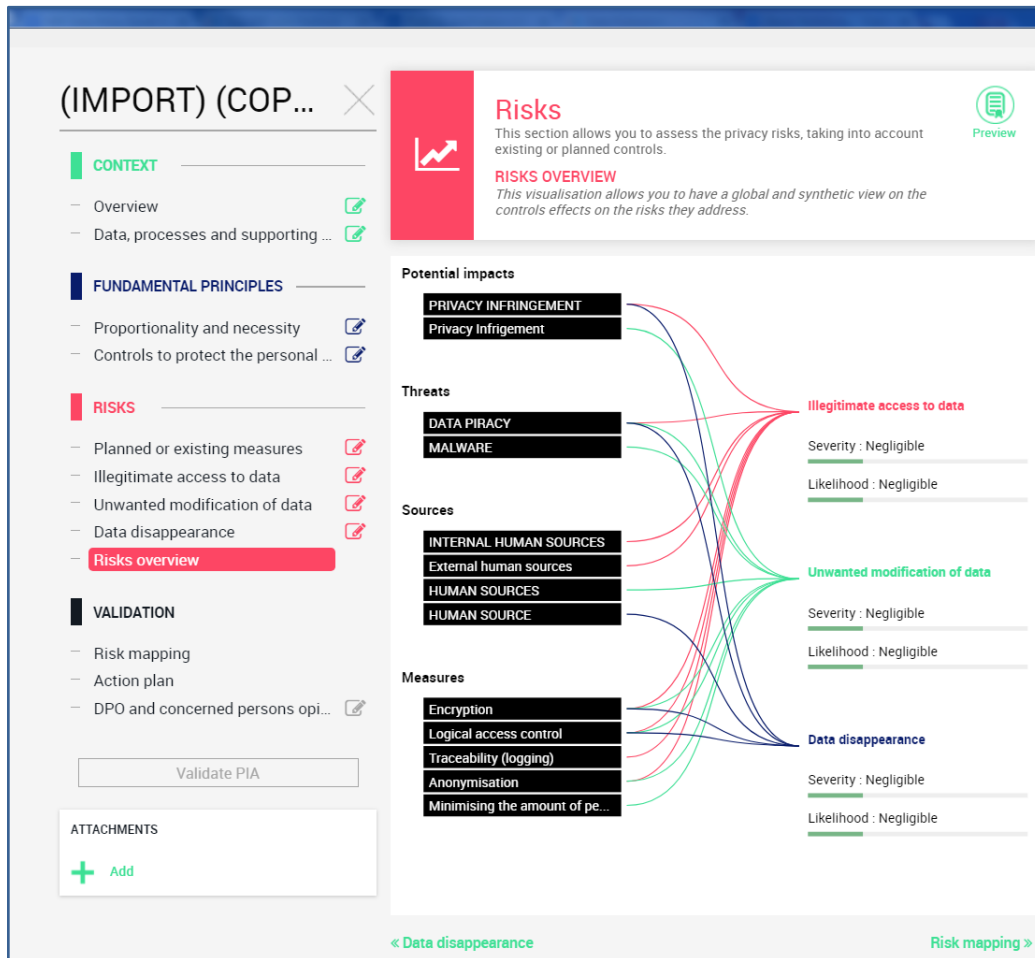 (IMPORT) (COP...
CONTEXT
Overview
Data, processes and supporting ...
FUNDAMENTAL PRINCIPLES
Proportionality and necessity
Controls to protect the personal ...
RISKS
Planned or existing measures
Illegitimate access to data
Unwanted modification of data
Data disappearance
Risks overview
VALIDATION
Risk mapping
Action plan
DPO and concerned persons opi...
Validate PIA
ATTACHMENTS
Add
Risks
This section allows you to assess the privacy risks, taking into account
existing or planned controls.
RISKS OVERVIEW
This visualisation allows you to have a global and synthetic view on the
controls effects on the risks they address.
Preview
Potential impacts
PRIVACY INFRINGEMENT
Privacy Infrigement
Threats
DATA PIRACY
MALWARE
Sources
INTERNAL HUMAN SOURCES
External human sources
HUMAN SOURCES
HUMAN SOURCE
Measures
Encryption
Logical access control
Traceability (logging)
Anonymisation
Minimising the amount of pe...
Illegitimate access to data
Severity : Negligible
Likelihood : Negligible
Unwanted modification of data
Severity : Negligible
Likelihood : Negligible
Data disappearance
Severity : Negligible
Likelihood : Negligible
« Data disappearance
Risk mapping »